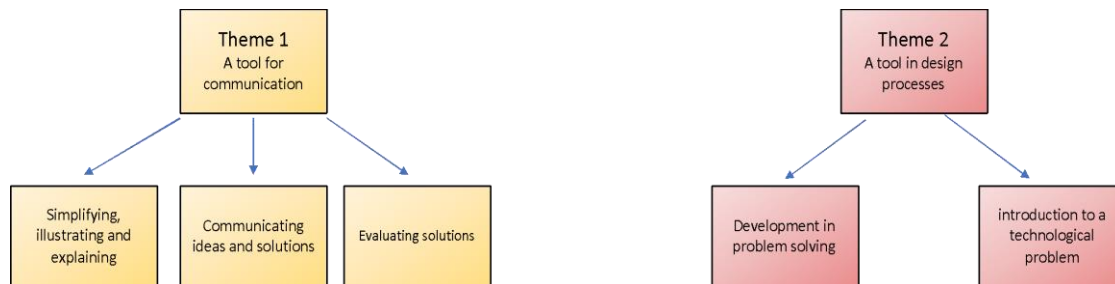 Theme 1
A tool for
communication
Theme 2
A tool in design
processes
Simplifying,
illustrating and
explaining
Communicating
ideas and solutions
Evaluating solutions
Development in
problem solving
introduction to a
technological
problem